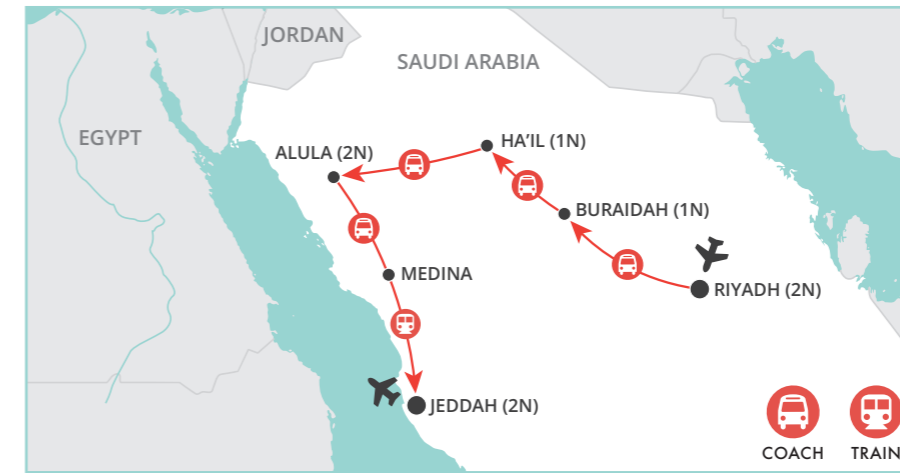 JORDAN
SAUDI ARABIA
EGYPT
HA'IL (1N)
ALULA (2N)
BURAIDAH (1N)
MEDINA
RIYADH (2N)
JEDDAH (2N)
COACH
TRAIN